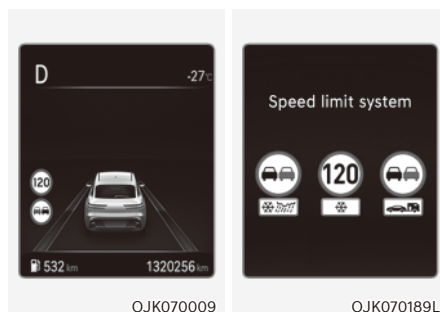 D
-27°c
120
532 km
1320256 km
OJK070009
Speed limit system
120
OJK070189L